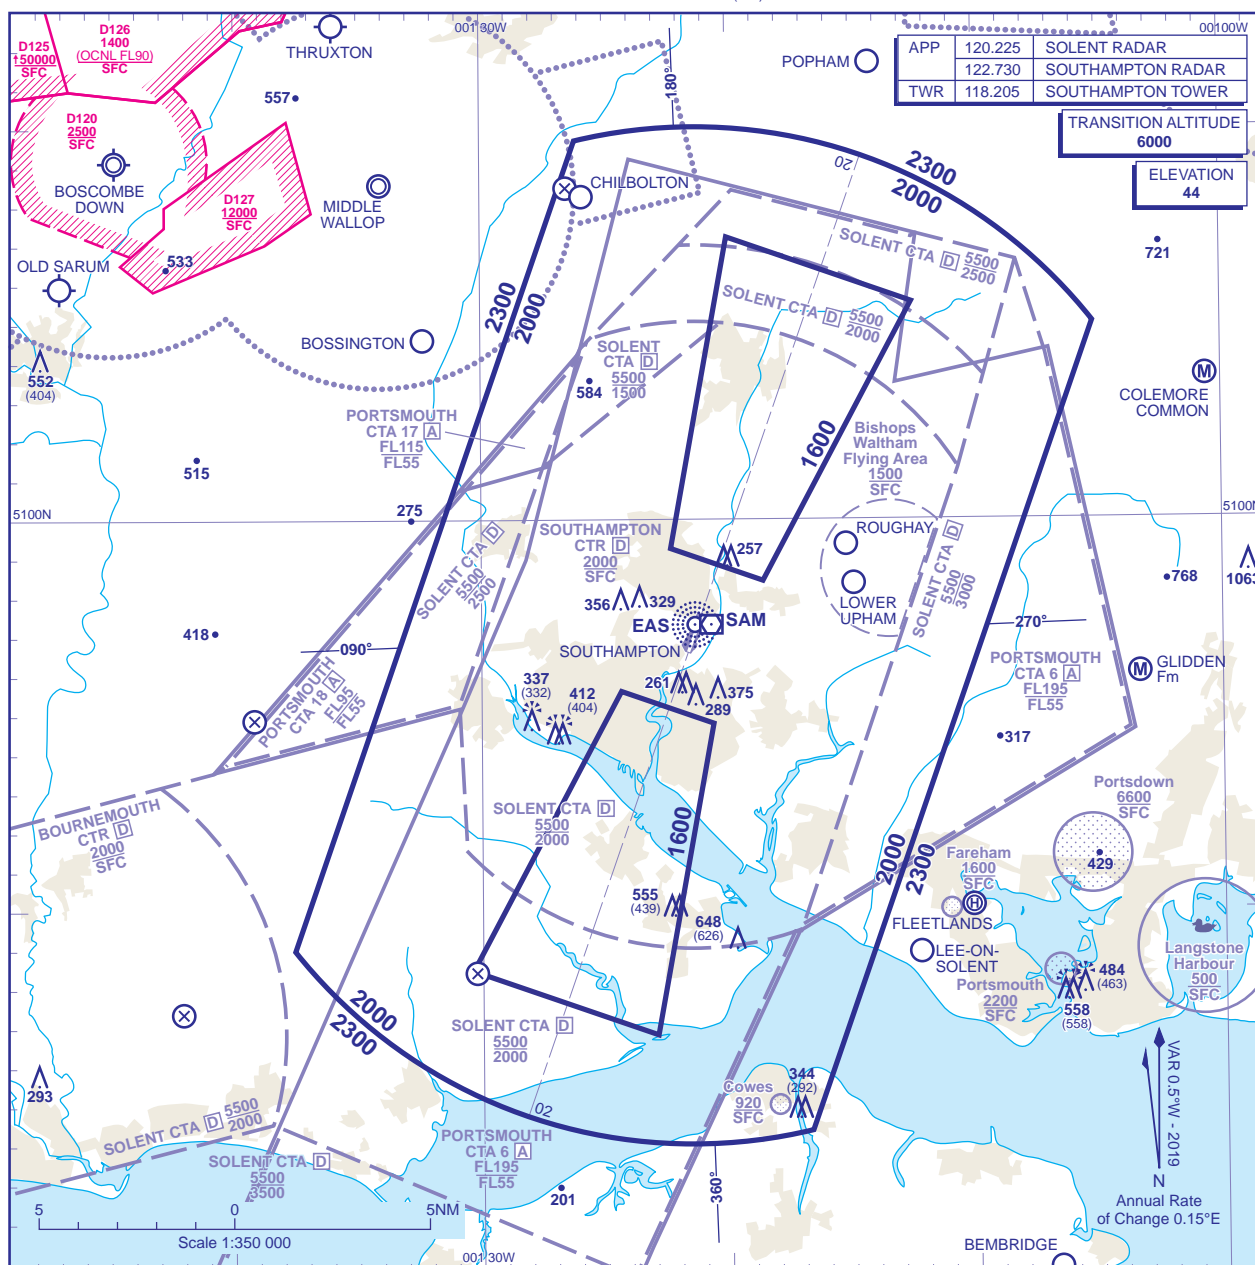 001 30W
00100W
D125
†50000
SFC
D126
1400
(OCNL FL90)
SFC
THRUXTON
557
180°
POPHAM
APP 120.225 SOLENT RADAR
122.730 SOUTHAMPTON RADAR
TWR 118.205 SOUTHAMPTON TOWER
TRANSITION ALTITUDE
6000
ELEVATION
44
D120
2500
SFC
BOSCOMBE
DOWN
D127
12000
SFC
MIDDLE
WALLOP
CHILBOLTON
20
2300
2000
SOLENT CTA D 5500
2500
721
OLD SARUM
533
2300
2000
SOLENT CTA D 5500
2000
BOSSINGTON
SOLENT
CTA D
5500
1500
584
552
(404)
M
COLEMORE
COMMON
PORTSMOUTH
CTA 17 A
FL115
FL55
1600
Bishops
Waltham
Flying Area
1500
SFC
515
275
5100N
5100N
SOUTHAMPTON
CTR D
2000
SFC
257
ROUGHAY
SOLENT CTA D
5500
2500
SOLENT CTA D
5500
3000
768
1063
356
329
LOWER
UPHAM
EAS
SAM
418
090°
270°
SOUTHAMPTON
PORTSMOUTH
CTA 6 A
FL195
FL55
M
GLIDDEN
Fm
PORTSMOUTH
CTA 18 A
FL95
FL55
337
(332)
412
(404)
261
375
289
317
BOURNEMOUTH
CTR D
2000
SFC
SOLENT CTA D
5500
2000
1600
Portsdown
6600
SFC
429
2000
2300
Fareham
1600
SFC
H
FLEETLANDS
555
(439)
648
(626)
LEE-ON-
SOLENT
Langstone
Harbour
500
SFC
484
(463)
Portsmouth
2200
SFC
558
(558)
2000
2300
SOLENT CTA D
5500
2000
VAR 0.5°W - 2019
N
Annual Rate
of Change 0.15°E
293
344
(292)
Cowes
920
SFC
02
SOLENT CTA D 5500
2000
SOLENT CTA D
5500
3500
PORTSMOUTH
CTA 6 A
FL195
FL55
201
360°
5 0 5NM
Scale 1:350 000
001 30W
BEMBRIDGE